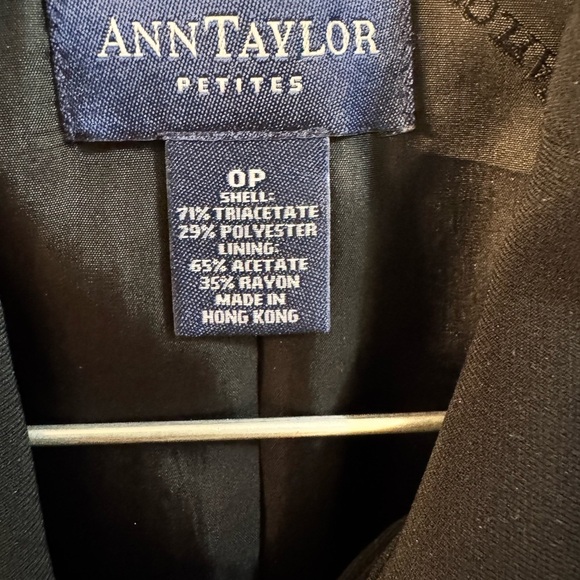 ANNTAYLOR
PETITES
0P
SHELL:
71% TRIACETATE
29% POLYESTER
LINING:
65% ACETATE
35% RAYON
MADE IN
HONG KONG